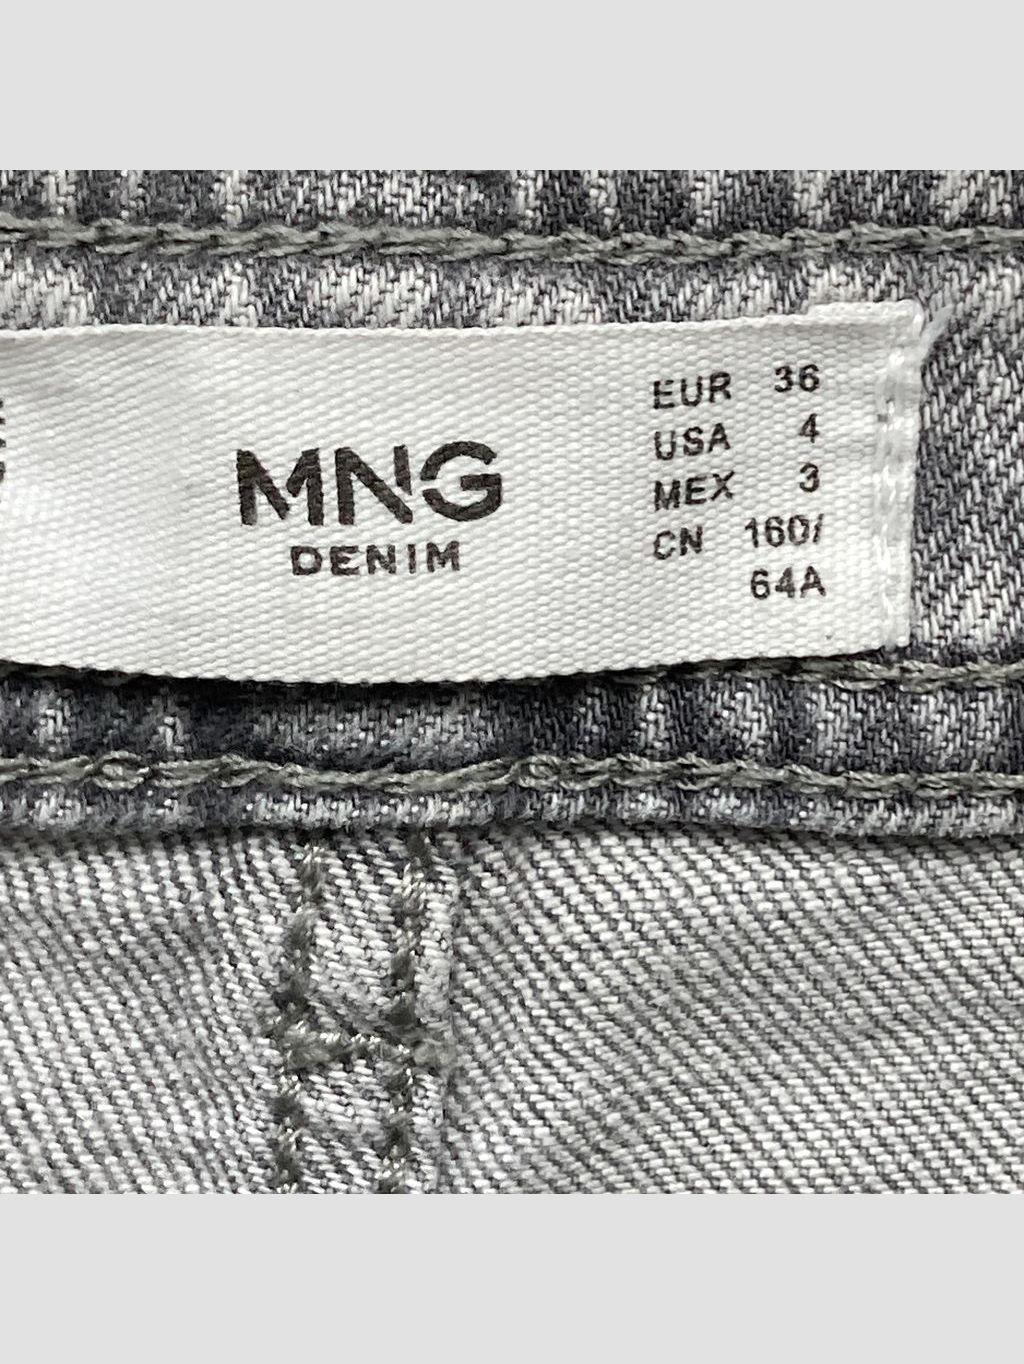 MNG
DENIM
EUR 36
USA 4
MEX 3
CN 160/
64A